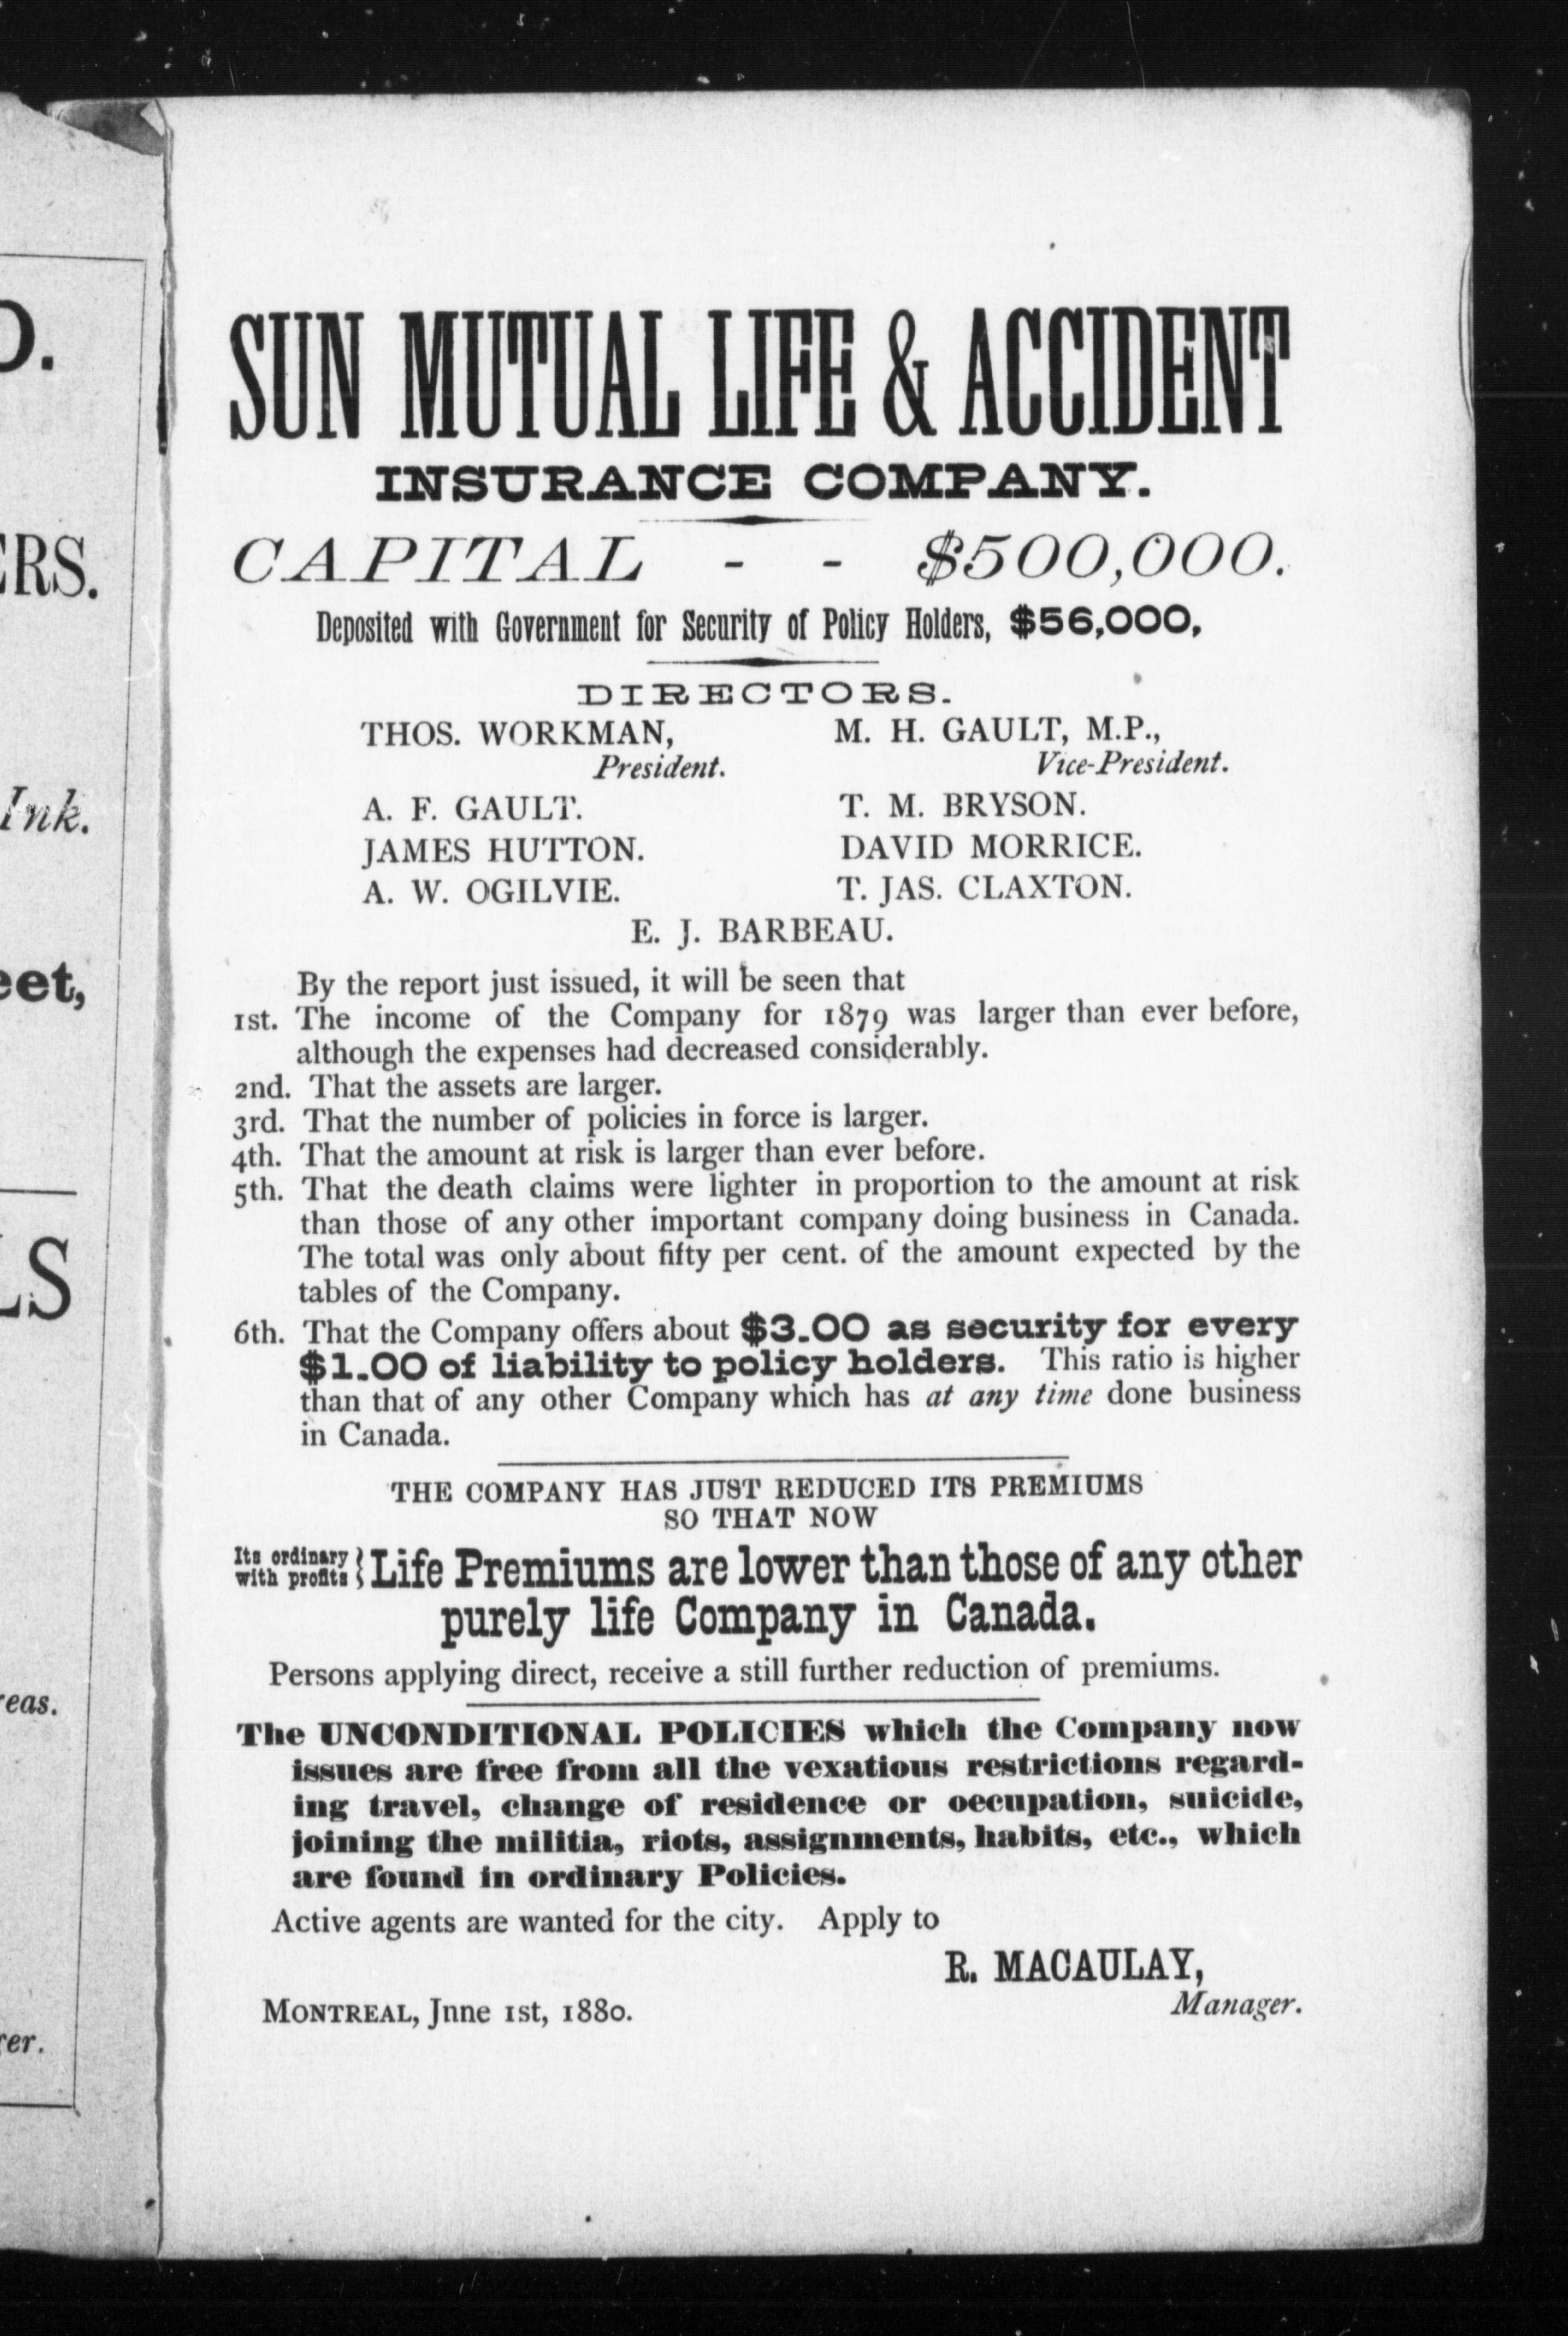 SUN MUTUAL LIFE & ACCIDENT
INSURANCE COMPANY.
CAPITAL - - $500,000.
Deposited with Government for Security of Policy Holders, $56,000,
DIRECTORS.
THOS. WORKMAN,
President.
M. H. GAULT, M.P.,
Vice-President.
A. F. GAULT.
T. M. BRYSON.
JAMES HUTTON.
DAVID MORRICE.
A. W. OGILVIE.
T. JAS. CLAXTON.
E. J. BARBEAU.
By the report just issued, it will be seen that
1st. The income of the Company for 1879 was larger than ever before,
although the expenses had decreased considerably.
2nd. That the assets are larger.
3rd. That the number of policies in force is larger.
4th. That the amount at risk is larger than ever before.
5th. That the death claims were lighter in proportion to the amount at risk
than those of any other important company doing business in Canada.
The total was only about fifty per cent. of the amount expected by the
tables of the Company.
6th. That the Company offers about $3.00 as security for every
$1.00 of liability to policy holders. This ratio is higher
than that of any other Company which has at any time done business
in Canada.
THE COMPANY HAS JUST REDUCED ITS PREMIUMS
SO THAT NOW
Its ordinary
with profits } Life Premiums are lower than those of any other
purely life Company in Canada.
Persons applying direct, receive a still further reduction of premiums.
The UNCONDITIONAL POLICIES which the Company now
issues are free from all the vexatious restrictions regard-
ing travel, change of residence or oecupation, suicide,
joining the militia, riots, assignments, habits, etc., which
are found in ordinary Policies.
Active agents are wanted for the city. Apply to
R. MACAULAY,
Manager.
MONTREAL, Jnne 1st, 1880.